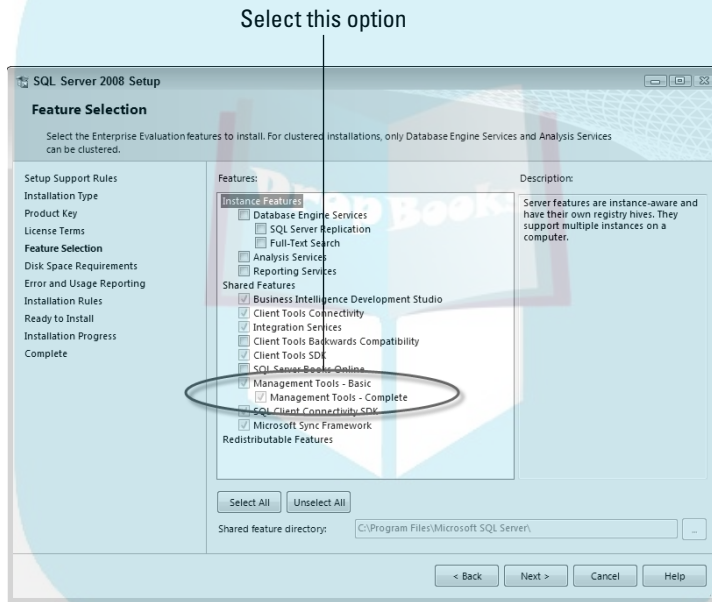 Select this option
SQL Server 2008 Setup
Feature Selection
Select the Enterprise Evaluation features to install. For clustered installations, only Database Engine Services and Analysis Services
can be clustered.
Setup Support Rules
Installation Type
Product Key
License Terms
Feature Selection
Disk Space Requirements
Error and Usage Reporting
Installation Rules
Ready to Install
Installation Progress
Complete
Features:
Instance Features
Database Engine Services
SQL Server Replication
Full-Text Search
Analysis Services
Reporting Services
Shared Features
Business Intelligence Development Studio
Client Tools Connectivity
Integration Services
Client Tools Backwards Compatibility
Client Tools SDK
SQL Server Books Online
Management Tools - Basic
Management Tools - Complete
SQL Client Connectivity SDK
Microsoft Sync Framework
Redistributable Features
Description:
Server features are instance-aware and
have their own registry hives. They
support multiple instances on a
computer.
DropBooks
Select All Unselect All
Shared feature directory: C:\Program Files\Microsoft SQL Server\ ...
< Back Next > Cancel Help